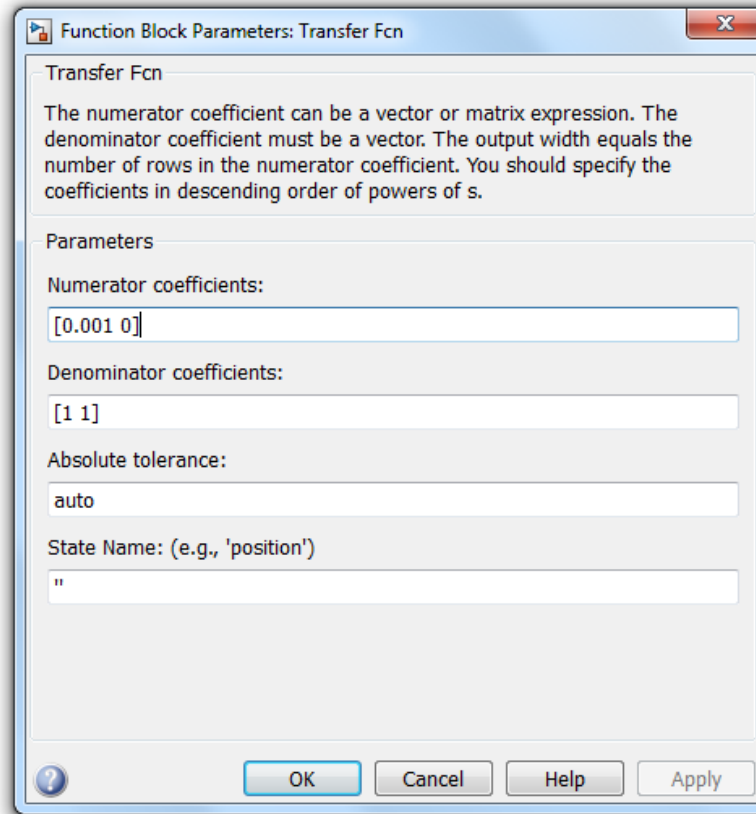 Function Block Parameters: Transfer Fcn
Transfer Fcn
The numerator coefficient can be a vector or matrix expression. The
denominator coefficient must be a vector. The output width equals the
number of rows in the numerator coefficient. You should specify the
coefficients in descending order of powers of s.
Parameters
Numerator coefficients:
[0.001 0]
Denominator coefficients:
[1 1]
Absolute tolerance:
auto
State Name: (e.g., 'position')
''
OK Cancel Help Apply